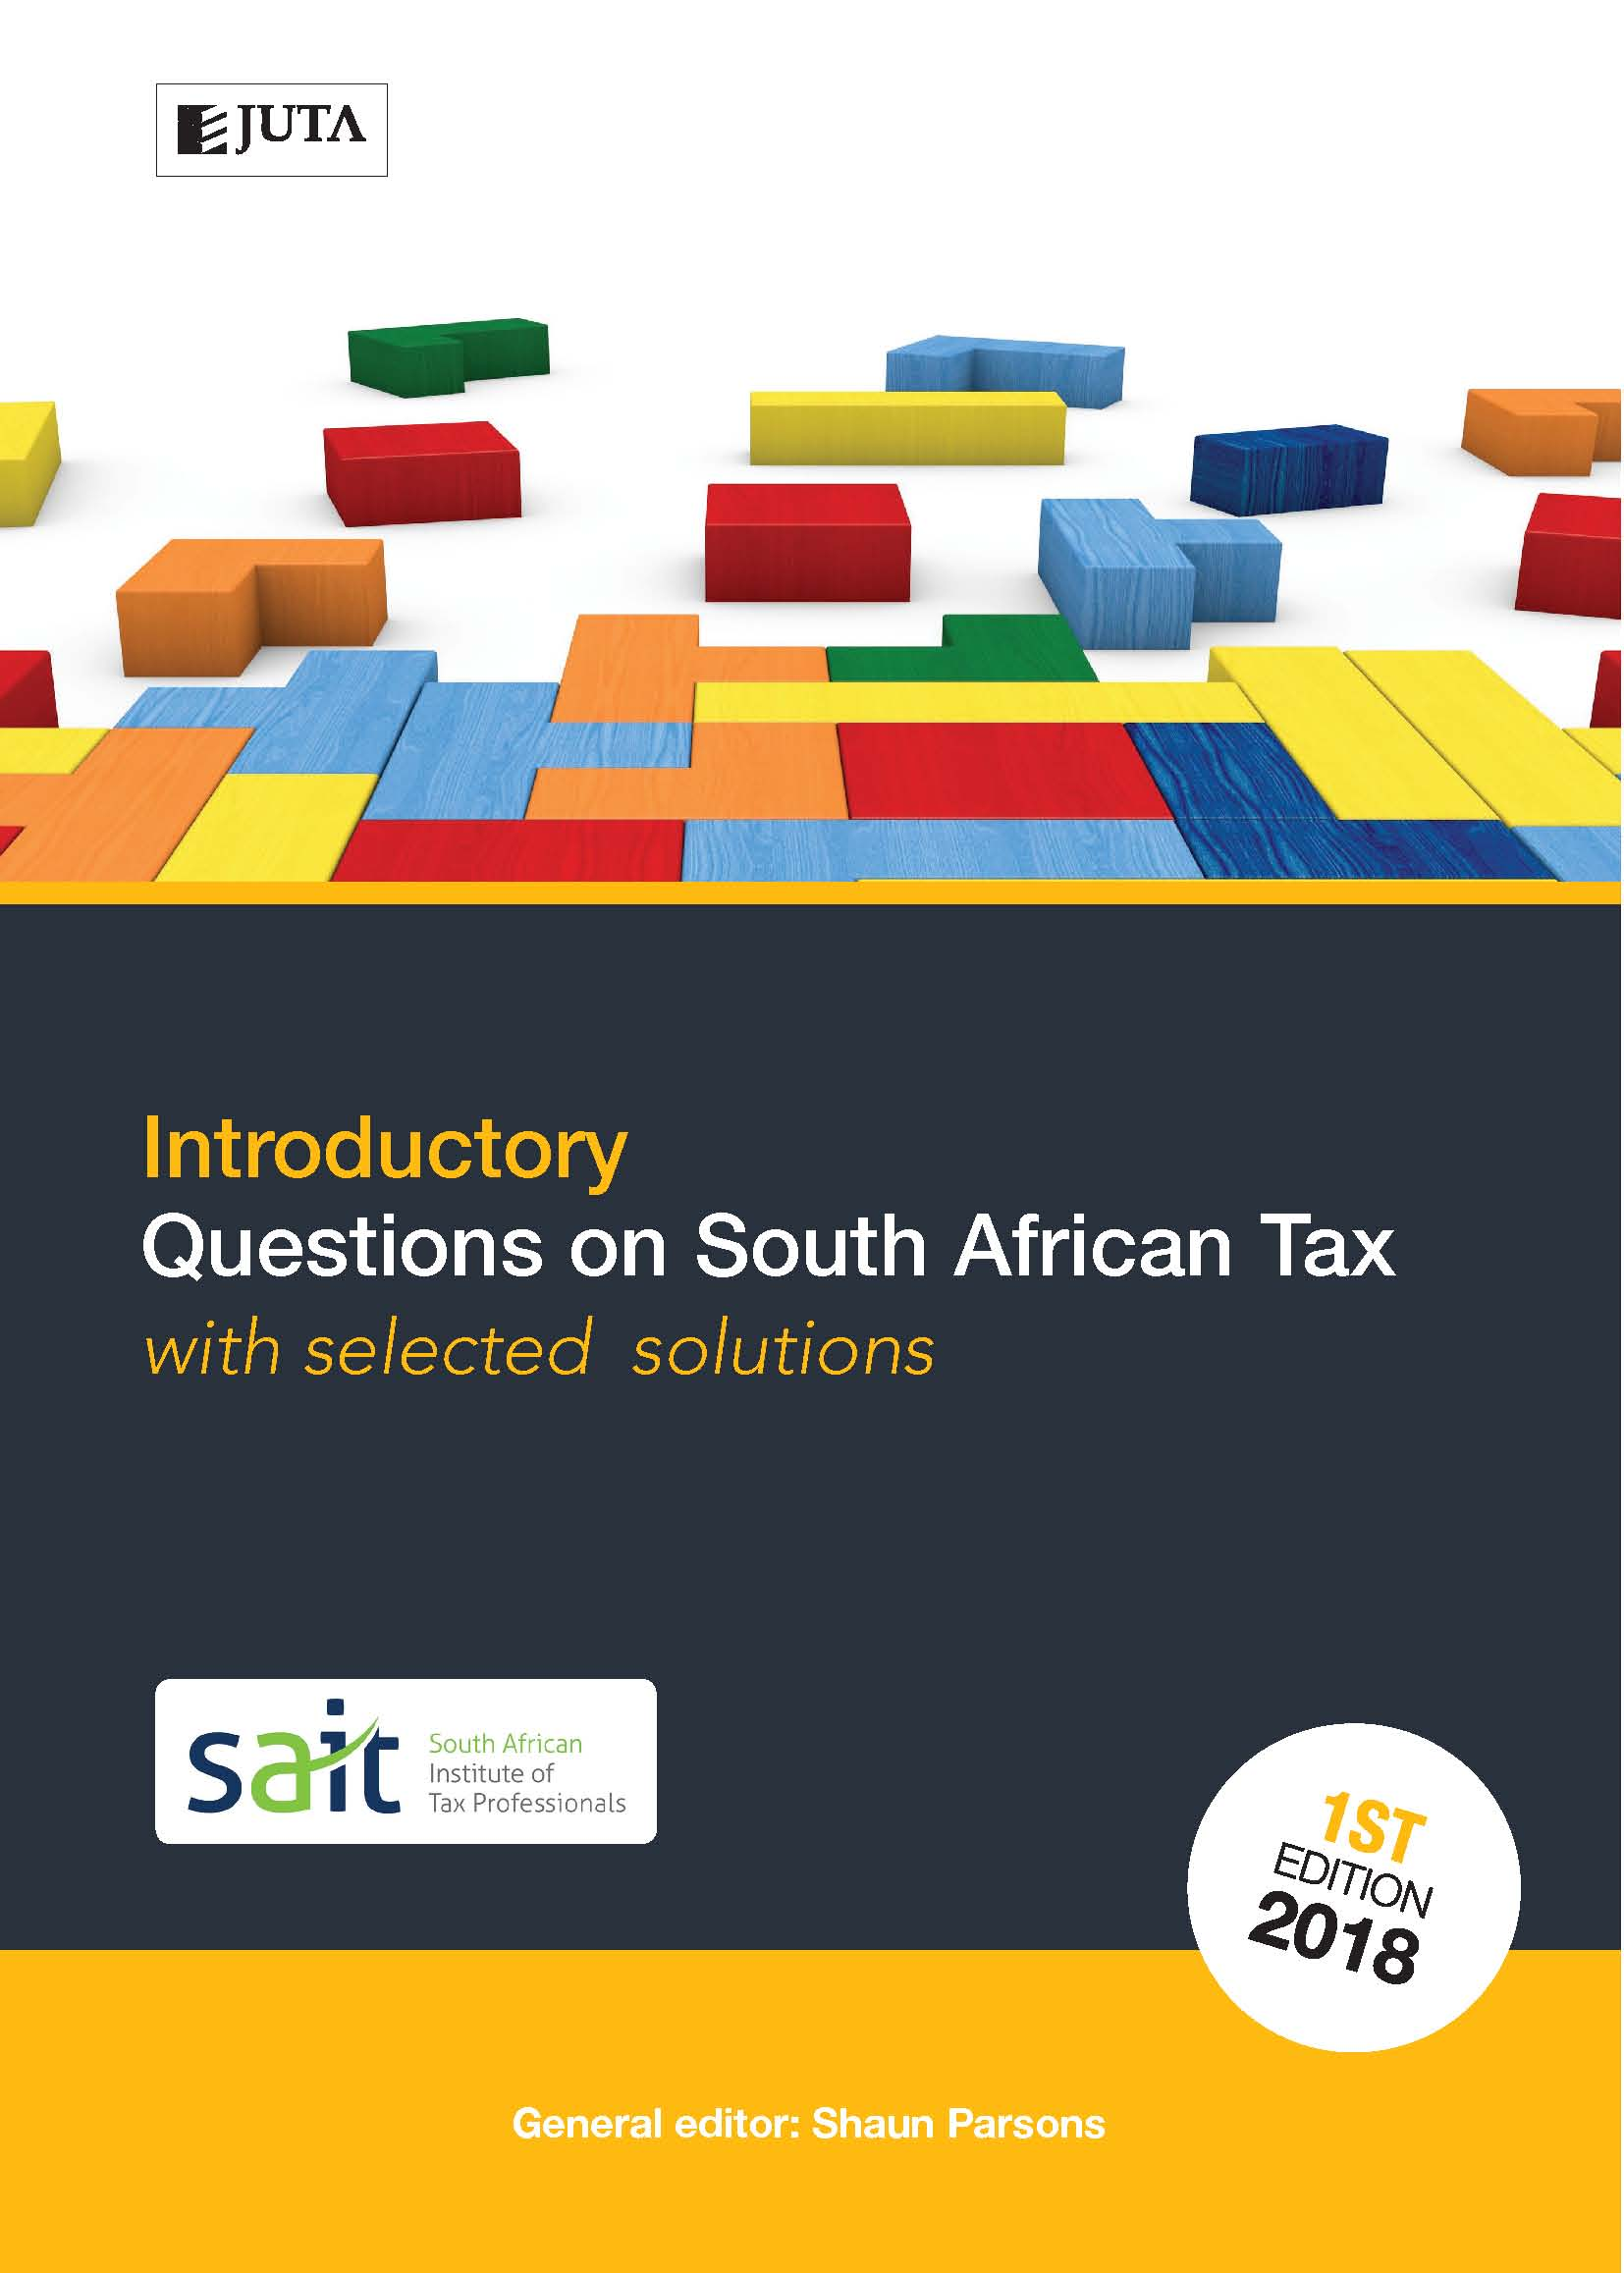 JUTA
Introductory
Questions on South African Tax
with selected solutions
sait
South African
Institute of
Tax Professionals
1ST
EDITION
2018
General editor: Shaun Parsons